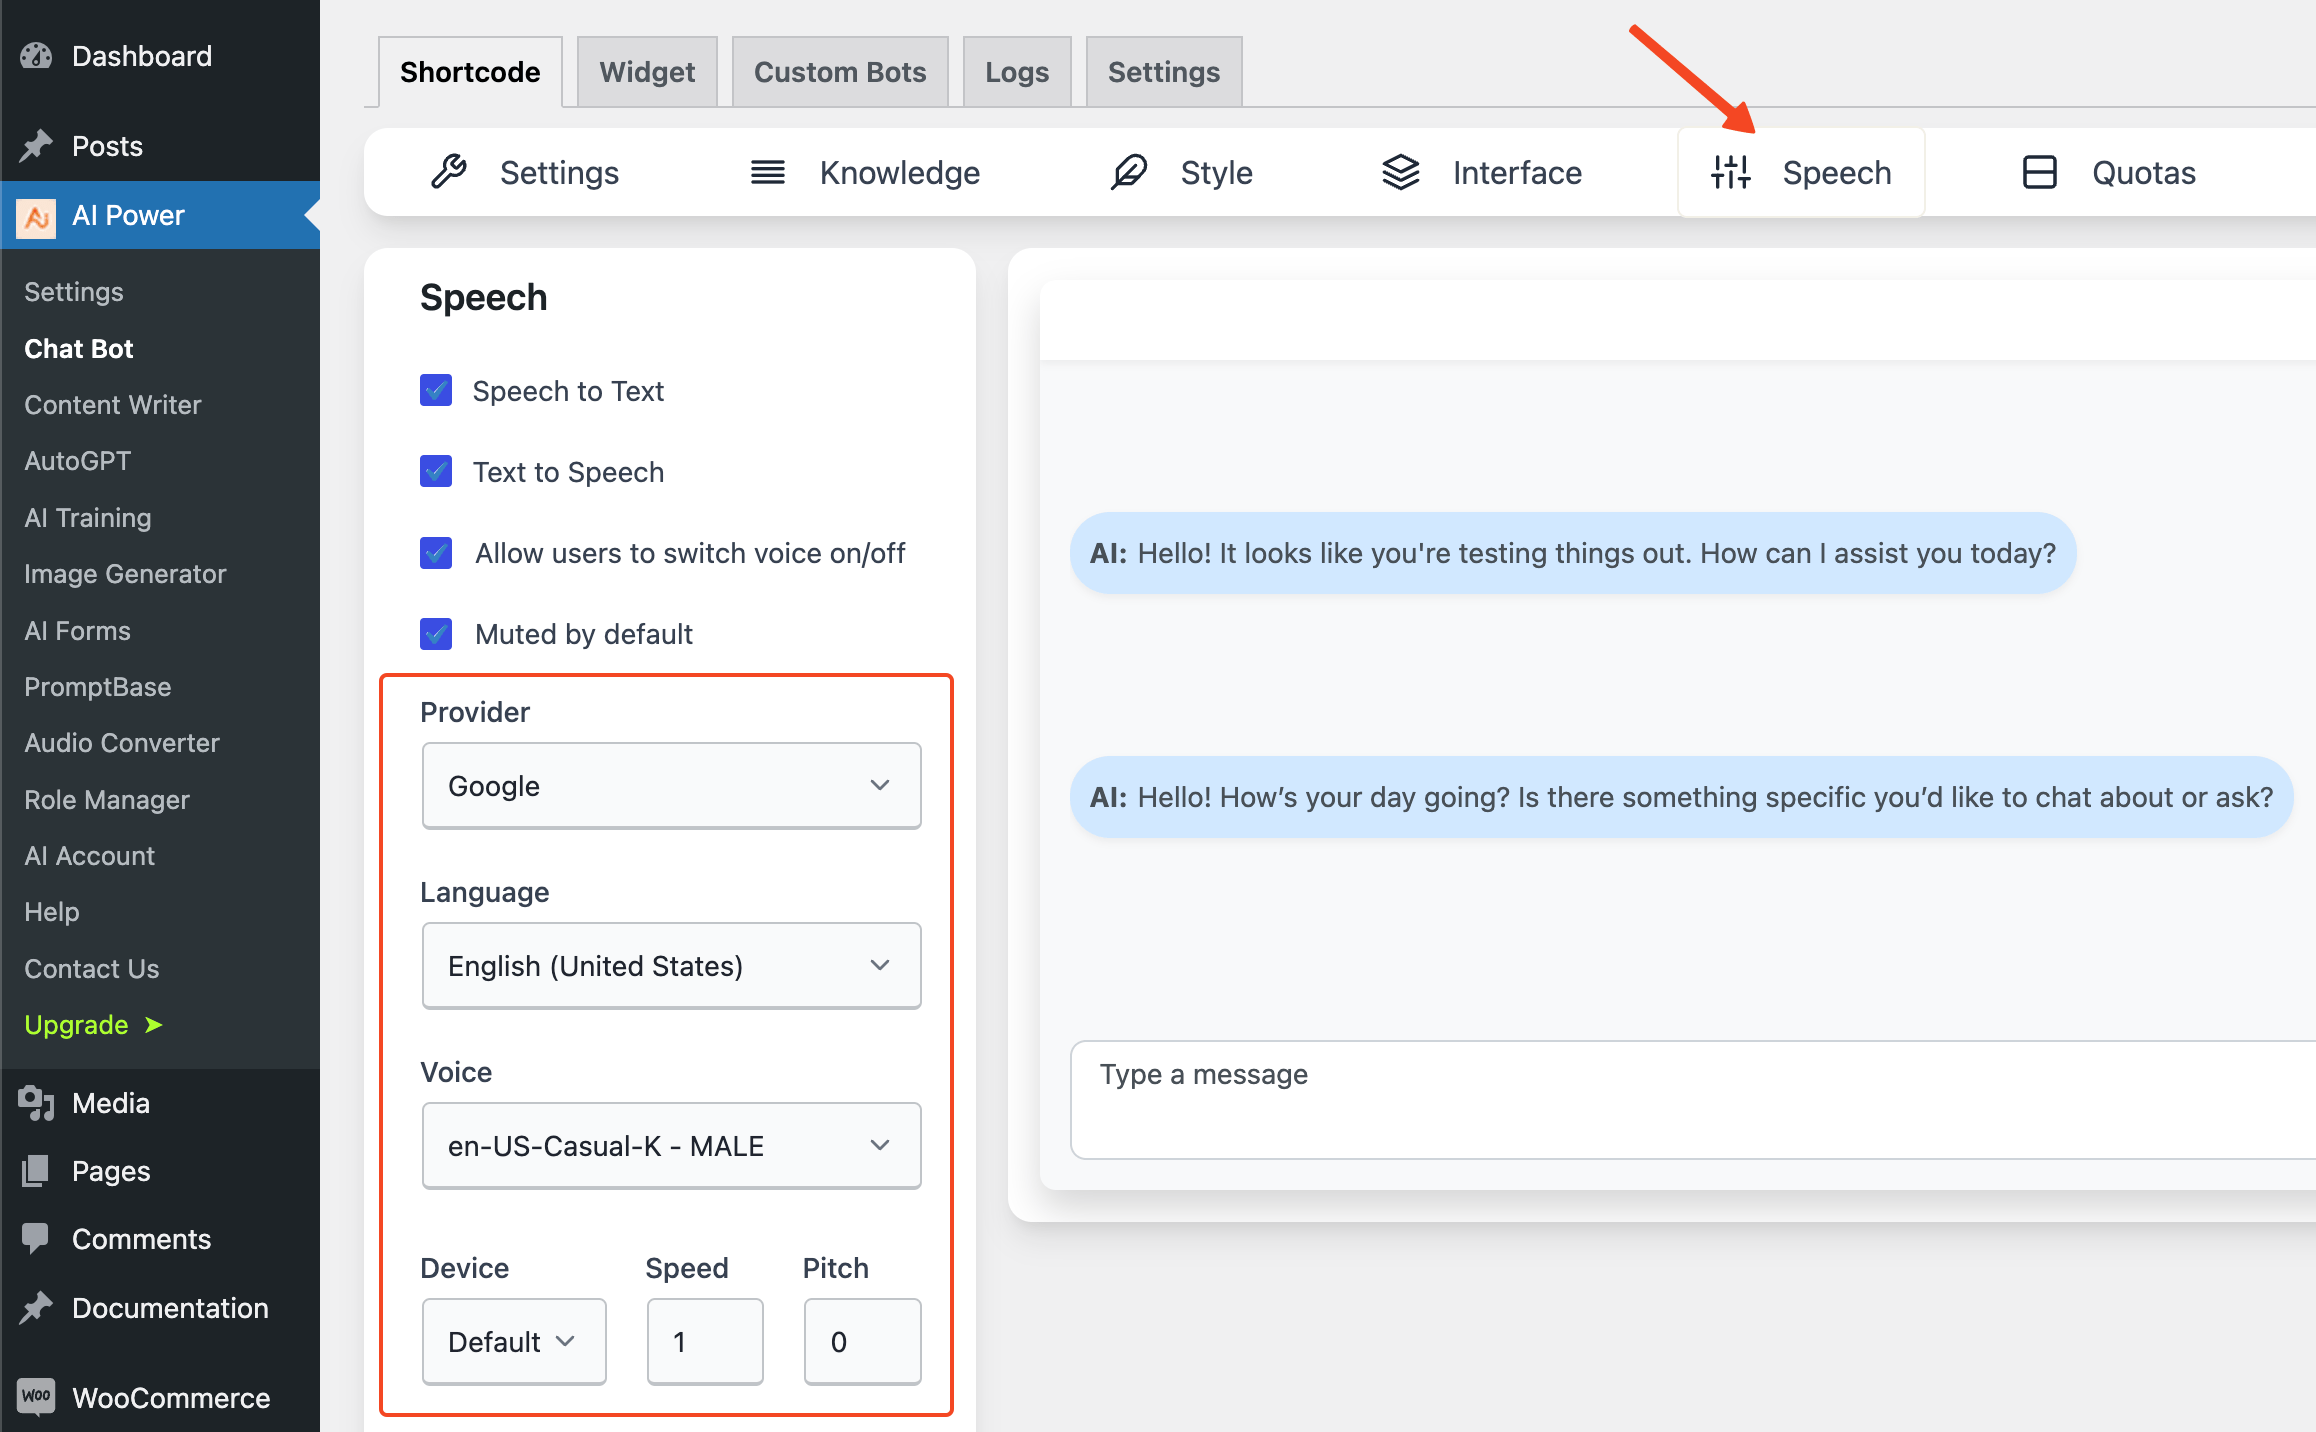 Dashboard
Posts
AI Power
Settings
Chat Bot
Content Writer
AutoGPT
AI Training
Image Generator
AI Forms
PromptBase
Audio Converter
Role Manager
AI Account
Help
Contact Us
Upgrade ➤
Media
Pages
Comments
Documentation
Woo WooCommerce
Shortcode Widget Custom Bots Logs Settings
Settings Knowledge Style Interface Speech Quotas
Speech
Speech to Text
Text to Speech
Allow users to switch voice on/off
Muted by default
Provider
Google
Language
English (United States)
Voice
en-US-Casual-K - MALE
Device Speed Pitch
Default 1 0
AI: Hello! It looks like you're testing things out. How can I assist you today?
AI: Hello! How’s your day going? Is there something specific you’d like to chat about or ask?
Type a message